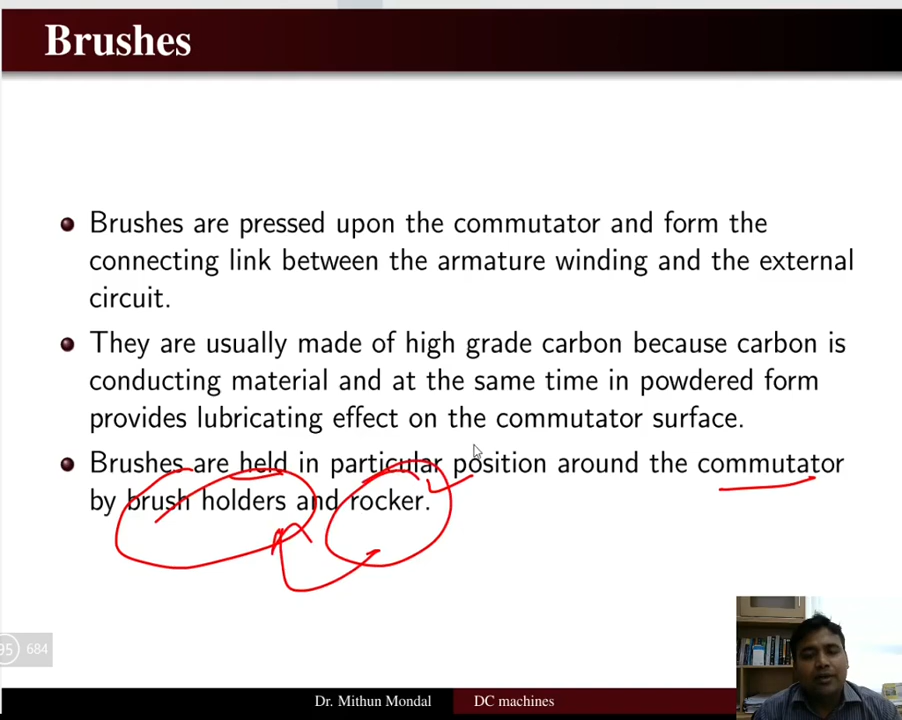 Brushes
Brushes are pressed upon the commutator and form the
connecting link between the armature winding and the external
circuit.
They are usually made of high grade carbon because carbon is
conducting material and at the same time in powdered form
provides lubricating effect on the commutator surface.
Brushes are held in particular position around the commutator
by brush holders and rocker.
95 684
Dr. Mithun Mondal DC machines